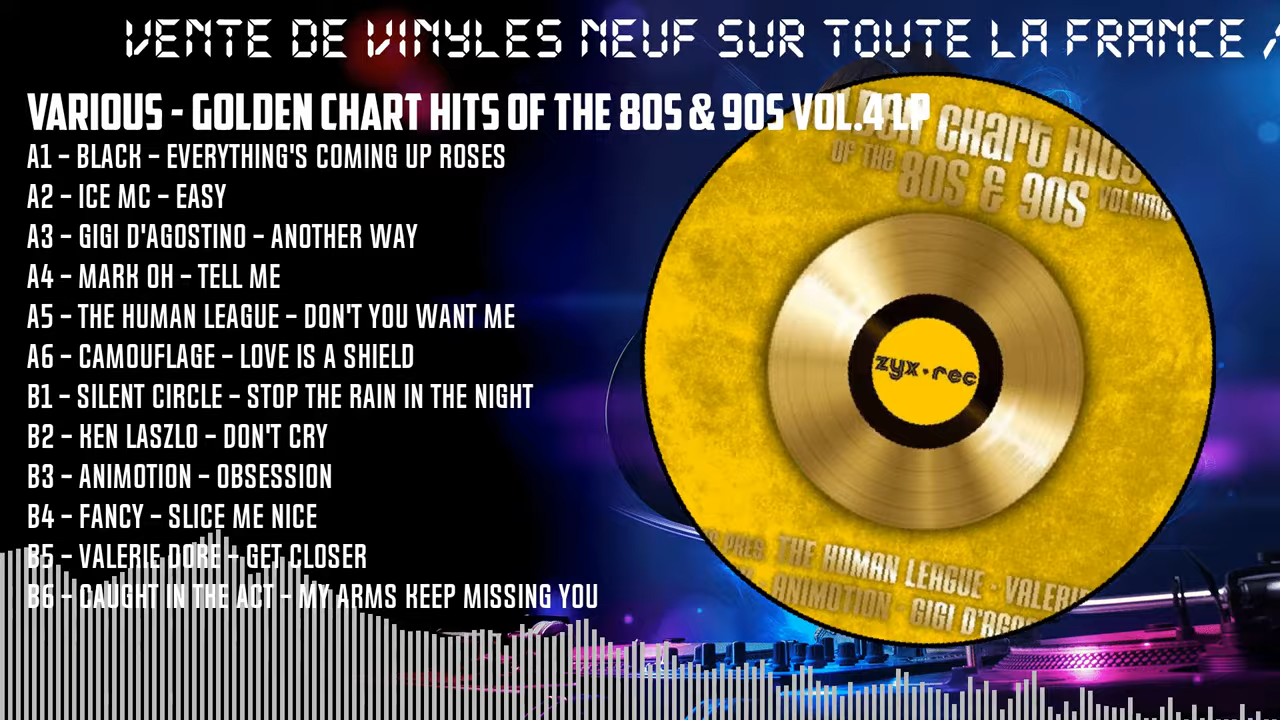 VENTE DE VINYLES NEUF SUR TOUTE LA FRANCE
VARIOUS - GOLDEN CHART HITS OF THE 80S & 90S VOL.4 LP
A1 - BLACK - EVERYTHING'S COMING UP ROSES
A2 - ICE MC - EASY
A3 - GIGI D'AGOSTINO - ANOTHER WAY
A4 - MARK OH - TELL ME
A5 - THE HUMAN LEAGUE - DON'T YOU WANT ME
A6 - CAMOUFLAGE - LOVE IS A SHIELD
B1 - SILENT CIRCLE - STOP THE RAIN IN THE NIGHT
B2 - KEN LASZLO - DON'T CRY
B3 - ANIMOTION - OBSESSION
B4 - FANCY - SLICE ME NICE
B5 - VALERIE DORE - GET CLOSER
B6 - CAUGHT IN THE ACT - MY ARMS KEEP MISSING YOU
Chart Hits
OF THE 80S & 90S VOLUME
zyx•rec
THE HUMAN LEAGUE - VALERI
ANIMOTION - GIGI D'AGO